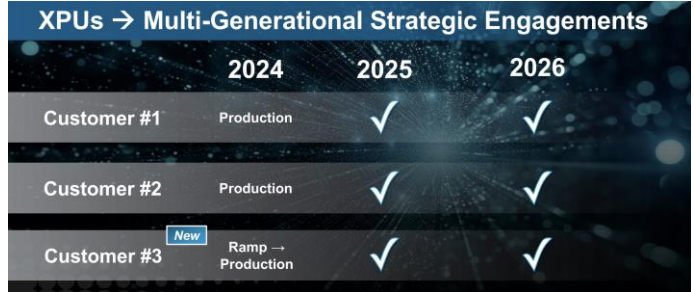 XPUs → Multi-Generational Strategic Engagements
2024 2025 2026
Customer #1 Production ✓ ✓
Customer #2 Production ✓ ✓
New
Customer #3 Ramp → Production ✓ ✓